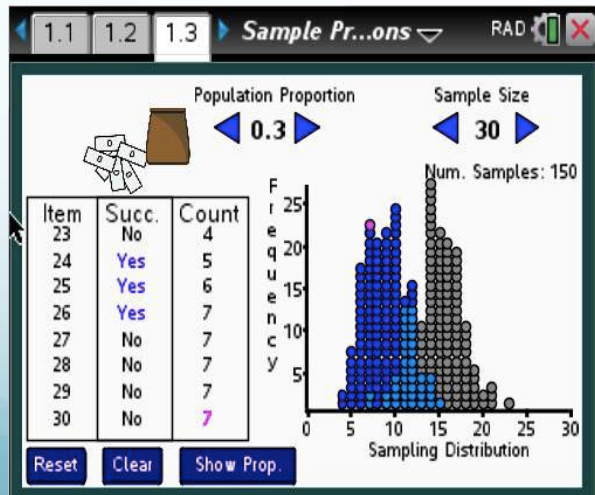 1.1 1.2 1.3 Sample Pr...ons RAD
Population Proportion
0.3
Sample Size
30
Num. Samples: 150
Item Succ. Count
23 No 4
24 Yes 5
25 Yes 6
26 Yes 7
27 No 7
28 No 7
29 No 7
30 No 7
Frequency
25
20
15
10
5
0 5 10 15 20 25 30
Sampling Distribution
Reset Clear Show Prop.